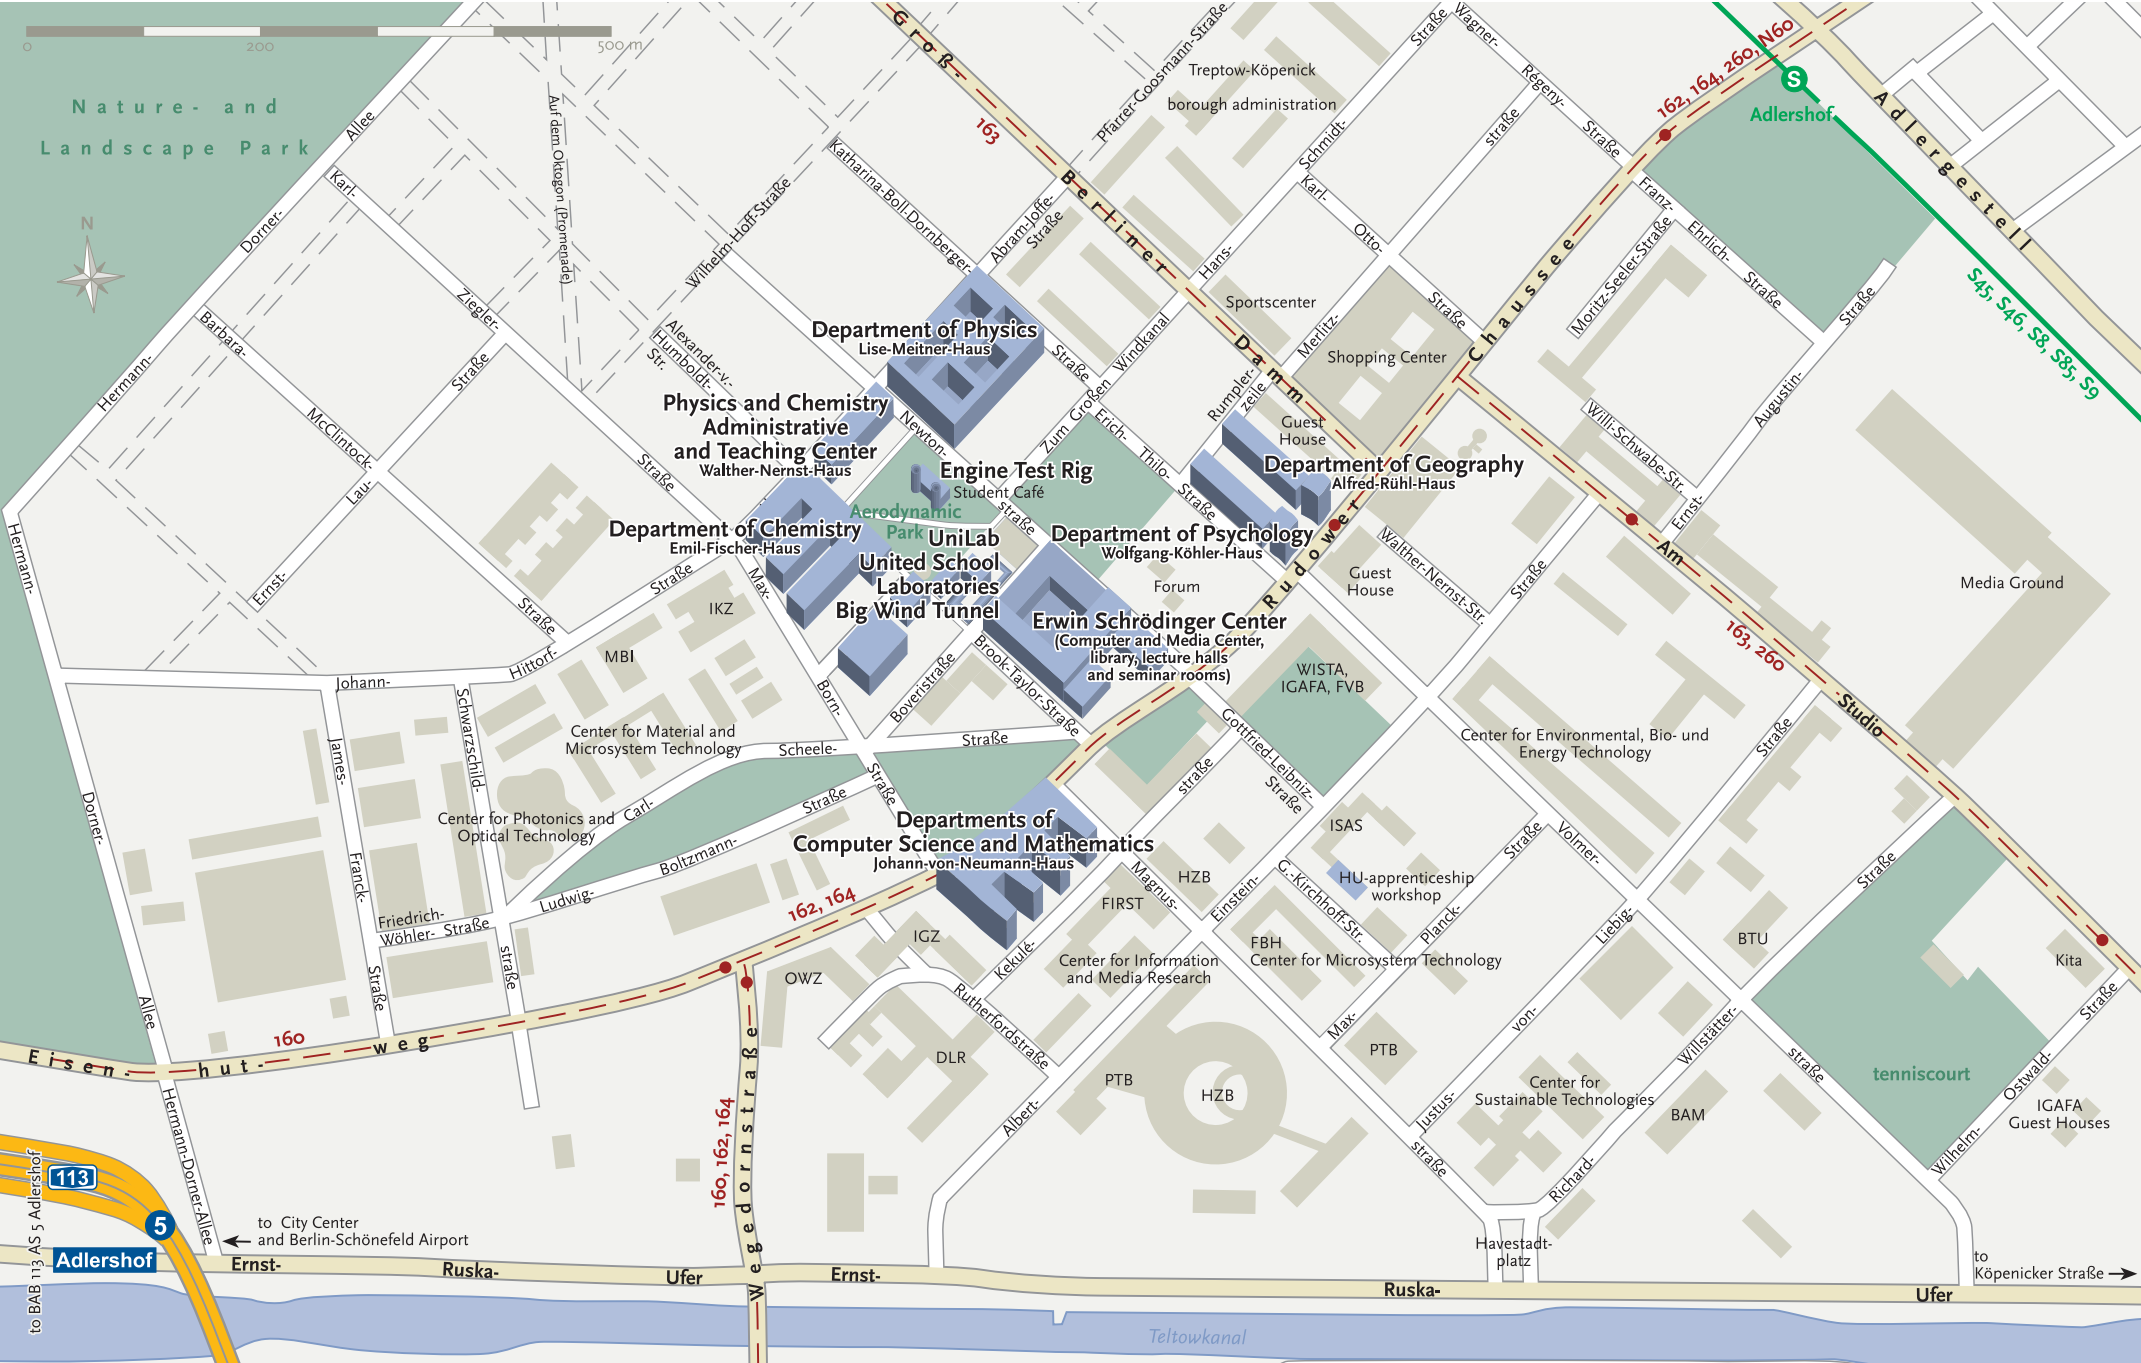 0
200
500 m
Nature- and
Landscape Park
N
Groß-
Berliner
Damm
163
Pfarrer-Goosmann-Straße
Treptow-Köpenick
borough administration
Straße
Schmidt-
Hans-
Wagner-
Régeny-
Straße
162, 164, 260, N60
S
Adlershof
Adlergestell
S45, S46, S8, S85, S9
Allee
Dorner-
Hermann-
Karl-
Ziegler-
Straße
Straße
Auf dem Oktogon (Promenade)
Wilhelm-Hoff-Straße
Katharina-Boll-Dornberger-
Straße
Abram-Joffe-
Straße
Karl-
Otto-
Straße
straße
Merlitz-
Franz-
Ehrlich-
Straße
Moritz-Seeler-Straße
Chaussee
Rudower
Straße
Augustin-
Ernst-
Barbara-
McClintock-
Straße
Straße
Lau-
Ernst-
Alexander-v.-
Humboldt-
Str.
Department of Physics
Lise-Meitner-Haus
Zum Großen Windkanal
Sportscenter
Shopping Center
Rumpler-
zeile
Guest
House
Physics and Chemistry
Administrative
and Teaching Center
Walther-Nernst-Haus
Newton-
straße
Engine Test Rig
Student Café
Aerodynamic
Park
Erich-
Thilo-
Straße
Department of Geography
Alfred-Rühl-Haus
Willi-Schwabe-Str.
Department of Chemistry
Emil-Fischer-Haus
UniLab
United School
Laboratories
Big Wind Tunnel
Department of Psychology
Wolfgang-Köhler-Haus
Forum
Guest
House
Walther-Nernst-Str.
Straße
Am
Studio
163, 260
Media Ground
Erwin Schrödinger Center
(Computer and Media Center,
library, lecture halls
and seminar rooms)
Hermann-
Dorner-
Allee
Johann-
Hittorf-
Straße
IKZ
MBI
Max-
Born-
Straße
Boveristraße
Brook-Taylor-Straße
WISTA,
IGAFA, FVB
Center for Material and
Microsystem Technology
Carl-
Scheele-
Straße
Gottfried-Leibniz-
Straße
Center for Environmental, Bio- und
Energy Technology
Straße
James-
Franck-
Straße
Schwarzschild-
straße
Center for Photonics and
Optical Technology
Ludwig-
Boltzmann-
Straße
Friedrich-
Wöhler- Straße
Departments of
Computer Science and Mathematics
Johann-von-Neumann-Haus
162, 164
straße
Kekulé-
ISAS
HU-apprenticeship
workshop
G.-Kirchhoff-Str.
Straße
Planck-
Max-
Volmer-
straße
HZB
FIRST
Magnus-
straße
Einstein-
Albert-
Liebig-
von-
Justus-
Straße
Willstätter-
Richard-
BTU
Kita
IGZ
OWZ
Center for Information
and Media Research
FBH
Center for Microsystem Technology
Rutherfordstraße
DLR
PTB
HZB
PTB
Center for
Sustainable Technologies
BAM
tenniscourt
Straße
Ostwald-
Wilhelm-
IGAFA
Guest Houses
160
Eisen-
hut-
weg
Hermann-Dorner-Allee
160, 162, 164
Wegedornstraße
113
5
Adlershof
to BAB 113 AS 5 Adlershof
to City Center
and Berlin-Schönefeld Airport
Ernst-
Ruska-
Ufer
Ernst-
Ruska-
Ufer
Havestadt-
platz
to
Köpenicker Straße
Teltowkanal